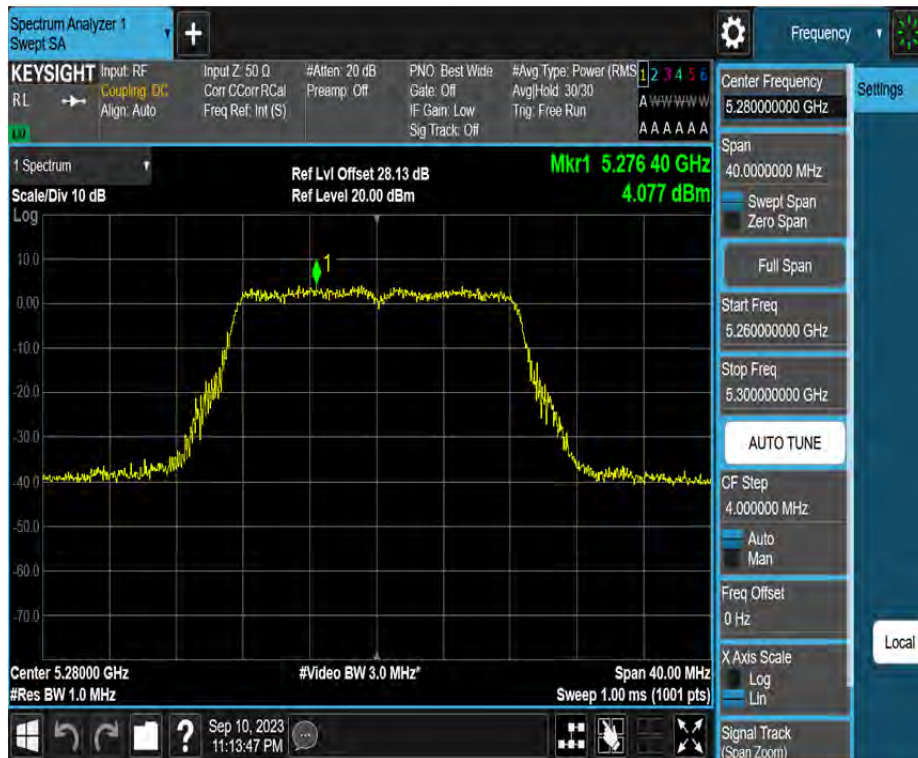 Spectrum Analyzer 1
Swept SA
+
Frequency
KEYSIGHT
RL
Input: RF
Coupling: DC
Align: Auto
Input Z: 50 Ω
Corr CCorr RCal
Freq Ref: Int (S)
#Atten: 20 dB
Preamp: Off
PNO: Best Wide
Gate: Off
IF Gain: Low
Sig Track: Off
#Avg Type: Power (RMS
Avg|Hold: 30/30
Trig: Free Run
1 2 3 4 5 6
A W W W W W
A A A A A A
1 Spectrum
Scale/Div 10 dB
Ref Lvl Offset 28.13 dB
Ref Level 20.00 dBm
Mkr1 5.276 40 GHz
4.077 dBm
Log
10.0
0.00
-10.0
-20.0
-30.0
-40.0
-50.0
-60.0
-70.0
1
Center 5.28000 GHz
#Res BW 1.0 MHz
#Video BW 3.0 MHz*
Span 40.00 MHz
Sweep 1.00 ms (1001 pts)
Sep 10, 2023
11:13:47 PM
?
Center Frequency
5.280000000 GHz
Span
40.0000000 MHz
Swept Span
Zero Span
Full Span
Start Freq
5.260000000 GHz
Stop Freq
5.300000000 GHz
AUTO TUNE
CF Step
4.000000 MHz
Auto
Man
Freq Offset
0 Hz
X Axis Scale
Log
Lin
Signal Track
(Span Zoom)
Settings
Local